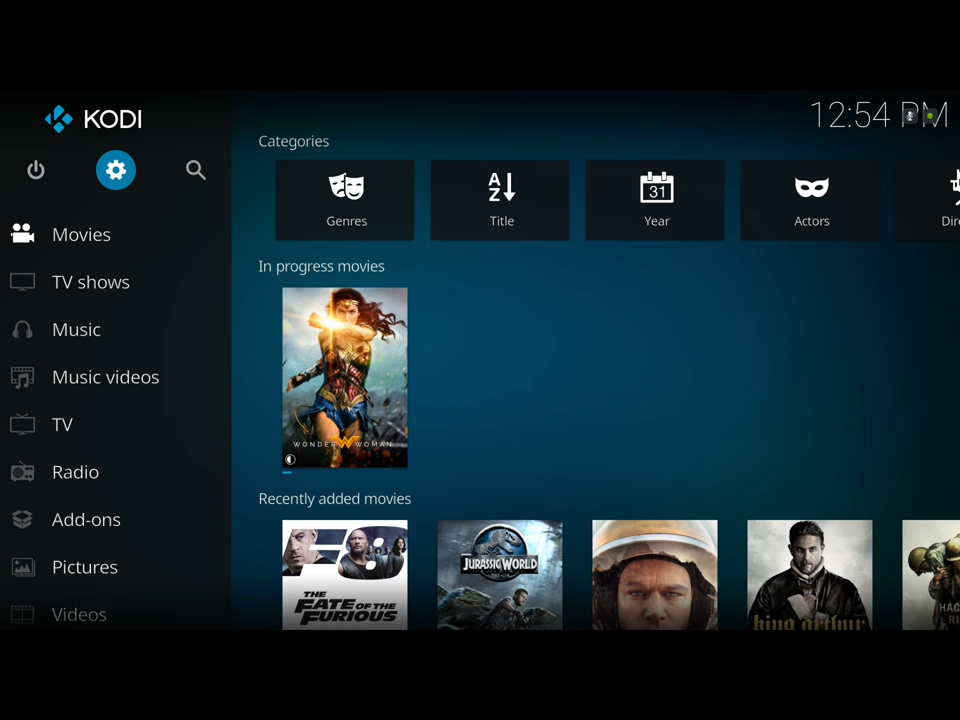 KODI
12:54 PM
Categories
Genres
A
Z
Title
31
Year
Actors
Movies
TV shows
Music
Music videos
TV
Radio
Add-ons
Pictures
Videos
In progress movies
WONDER WOMAN
Recently added movies
F8
THE
FATE OF THE
FURIOUS
JURASSIC WORLD
king arthur